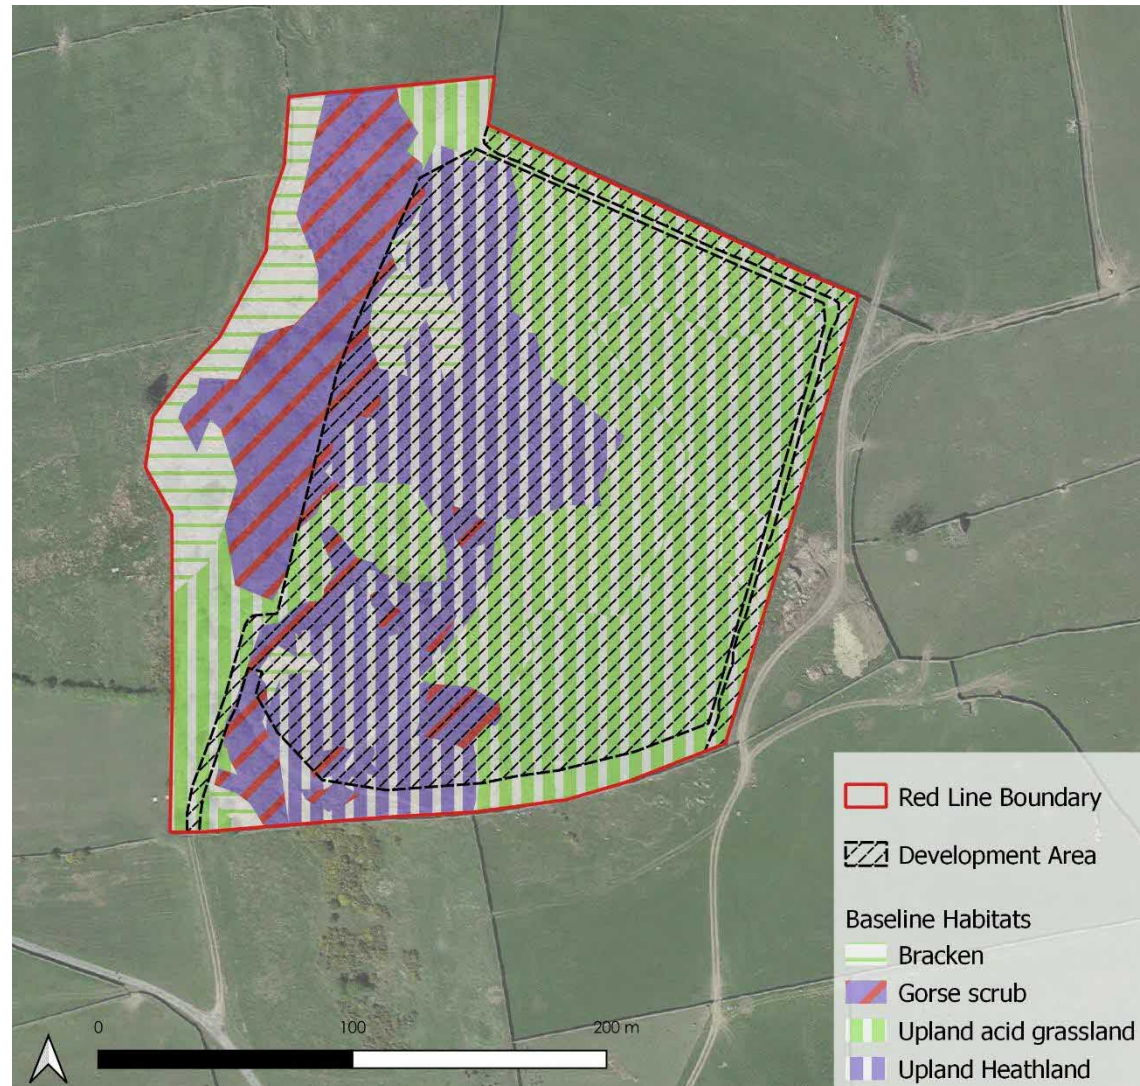 Red Line Boundary
Development Area
Baseline Habitats
Bracken
Gorse scrub
Upland acid grassland
Upland Heathland
0 100 200 m